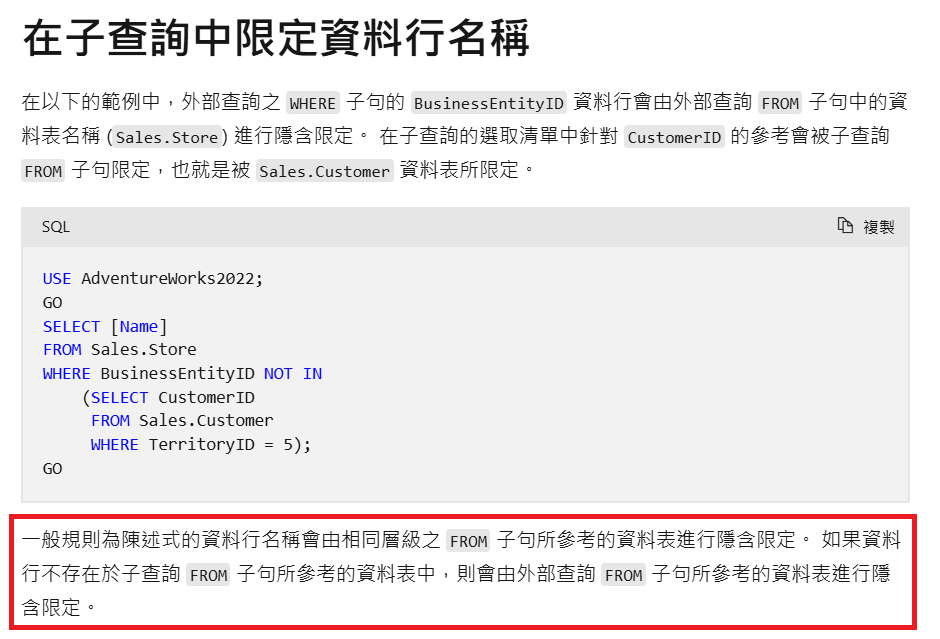 在子查詢中限定資料行名稱
在以下的範例中，外部查詢之 WHERE 子句的 BusinessEntityID 資料行會由外部查詢 FROM 子句中的資
料表名稱 (Sales.Store) 進行隱含限定。 在子查詢的選取清單中針對 CustomerID 的參考會被子查詢
FROM 子句限定，也就是被 Sales.Customer 資料表所限定。
SQL 複製
USE AdventureWorks2022;
GO
SELECT [Name]
FROM Sales.Store
WHERE BusinessEntityID NOT IN
    (SELECT CustomerID
     FROM Sales.Customer
     WHERE TerritoryID = 5);
GO
一般規則為陳述式的資料行名稱會由相同層級之 FROM 子句所參考的資料表進行隱含限定。 如果資料
行不存在於子查詢 FROM 子句所參考的資料表中，則會由外部查詢 FROM 子句所參考的資料表進行隱
含限定。